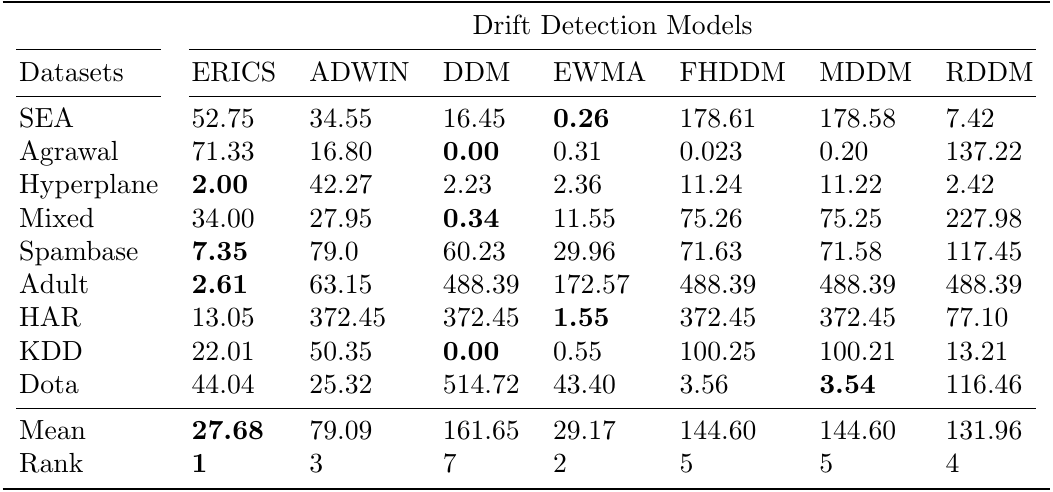 Drift Detection Models
Datasets ERICS ADWIN DDM EWMA FHDDM MDDM RDDM
SEA 52.75 34.55 16.45 0.26 178.61 178.58 7.42
Agrawal 71.33 16.80 0.00 0.31 0.023 0.20 137.22
Hyperplane 2.00 42.27 2.23 2.36 11.24 11.22 2.42
Mixed 34.00 27.95 0.34 11.55 75.26 75.25 227.98
Spambase 7.35 79.0 60.23 29.96 71.63 71.58 117.45
Adult 2.61 63.15 488.39 172.57 488.39 488.39 488.39
HAR 13.05 372.45 372.45 1.55 372.45 372.45 77.10
KDD 22.01 50.35 0.00 0.55 100.25 100.21 13.21
Dota 44.04 25.32 514.72 43.40 3.56 3.54 116.46
Mean 27.68 79.09 161.65 29.17 144.60 144.60 131.96
Rank 1 3 7 2 5 5 4